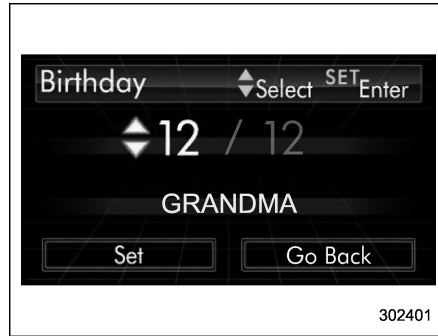 Birthday Select SET Enter
12 / 12
GRANDMA
Set Go Back
302401